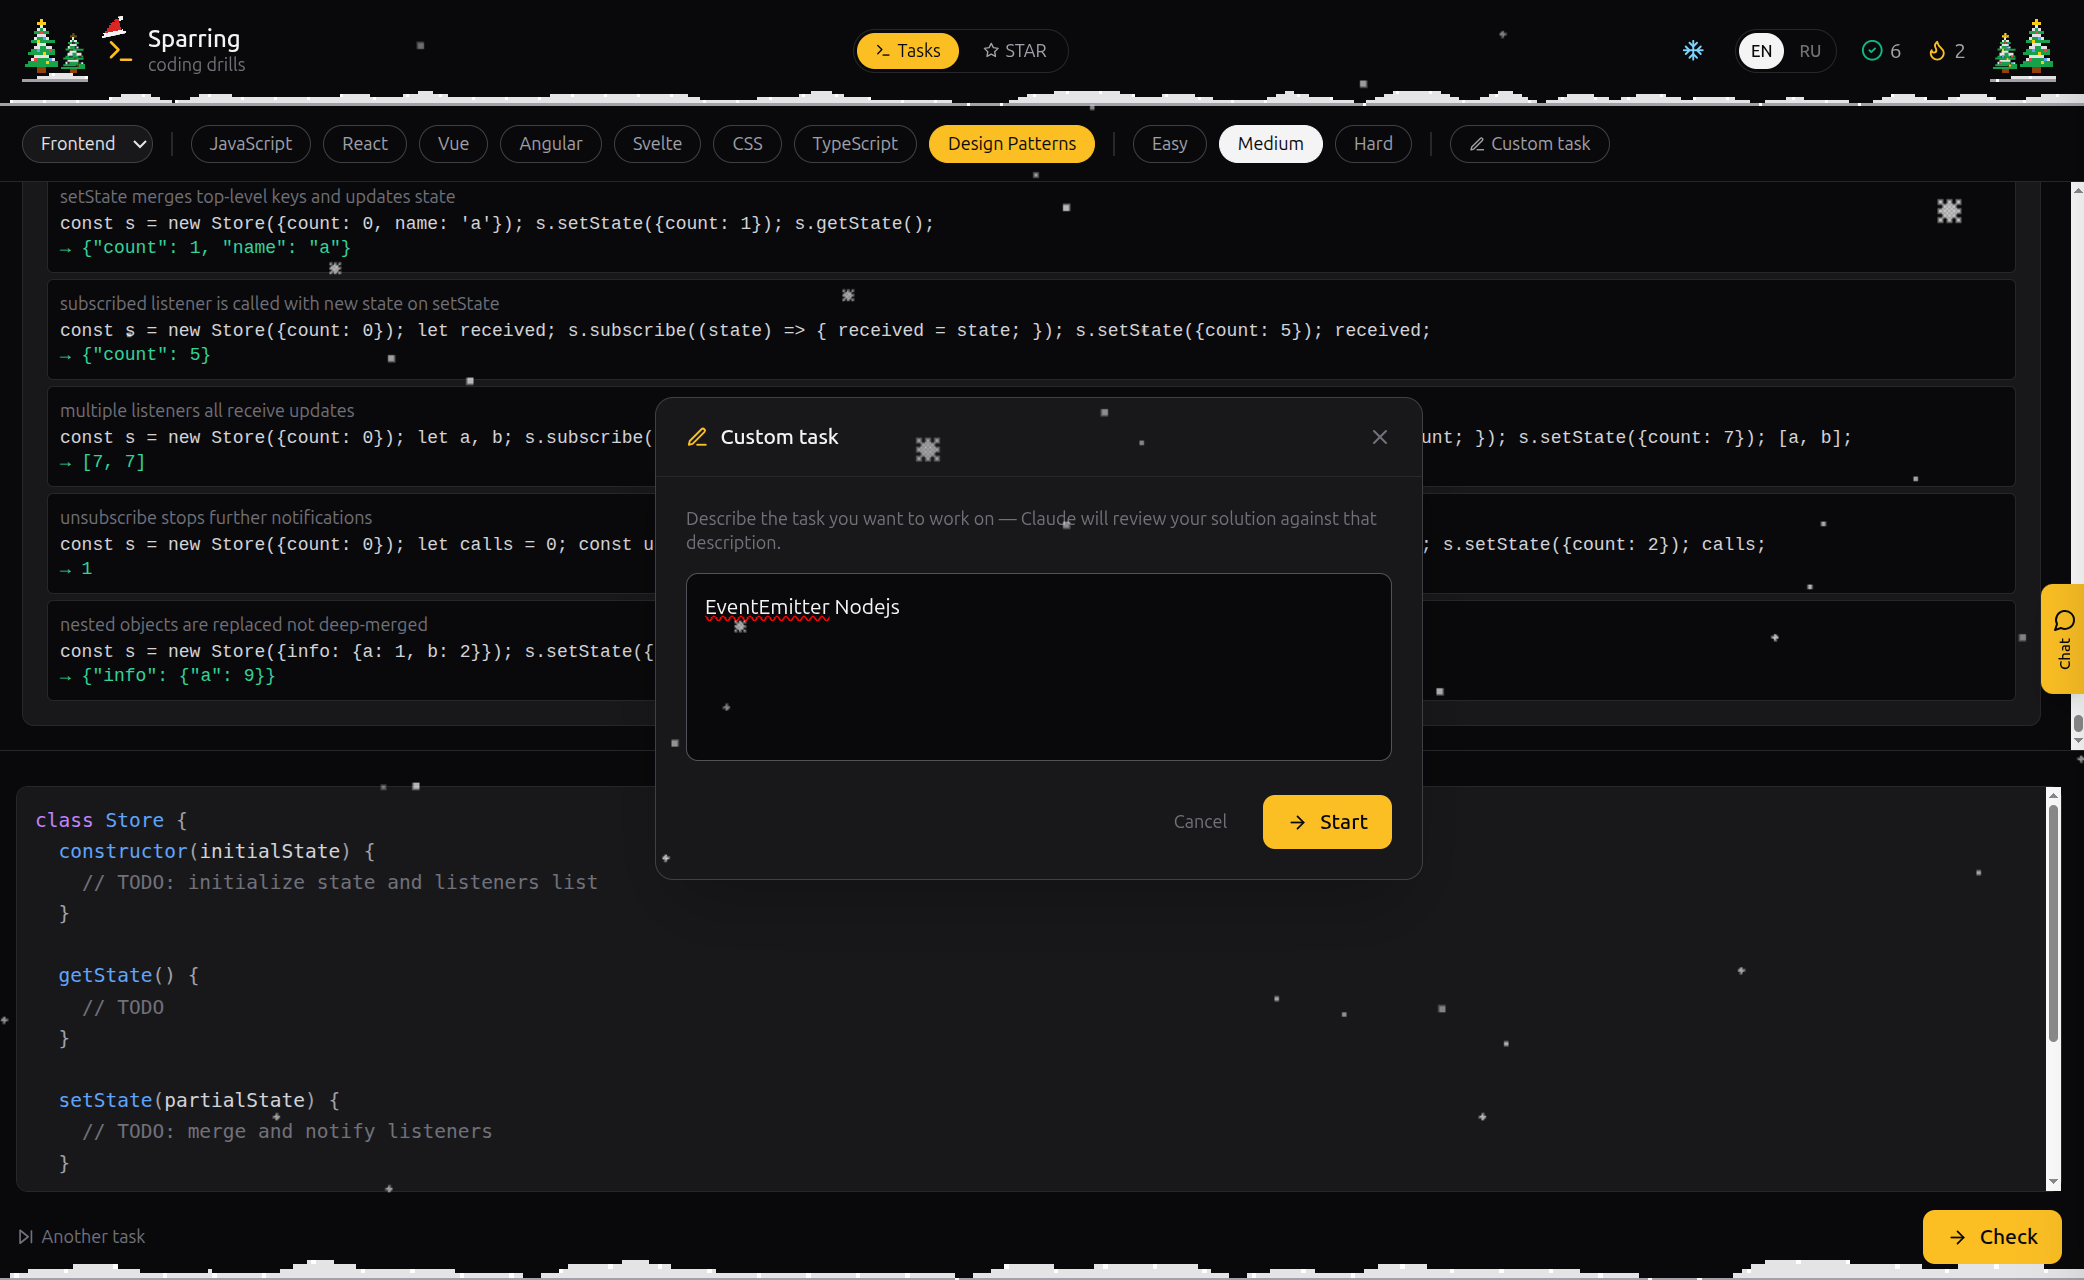 Sparring
coding drills
Tasks
STAR
EN
RU
6
2
Frontend
JavaScript
React
Vue
Angular
Svelte
CSS
TypeScript
Design Patterns
Easy
Medium
Hard
Custom task
setState merges top-level keys and updates state
const s = new Store({count: 0, name: 'a'}); s.setState({count: 1}); s.getState();
→ {"count": 1, "name": "a"}
subscribed listener is called with new state on setState
const s = new Store({count: 0}); let received; s.subscribe((state) => { received = state; }); s.setState({count: 5}); received;
→ {"count": 5}
multiple listeners all receive updates
const s = new Store({count: 0}); let a, b; s.subscribe( unt; }); s.setState({count: 7}); [a, b];
→ [7, 7]
unsubscribe stops further notifications
const s = new Store({count: 0}); let calls = 0; const u ; s.setState({count: 2}); calls;
→ 1
nested objects are replaced not deep-merged
const s = new Store({info: {a: 1, b: 2}}); s.setState({
→ {"info": {"a": 9}}
Custom task
Describe the task you want to work on — Claude will review your solution against that
description.
EventEmitter Nodejs
Cancel
Start
Chat
class Store {
constructor(initialState) {
// TODO: initialize state and listeners list
}
getState() {
// TODO
}
setState(partialState) {
// TODO: merge and notify listeners
}
Another task
Check